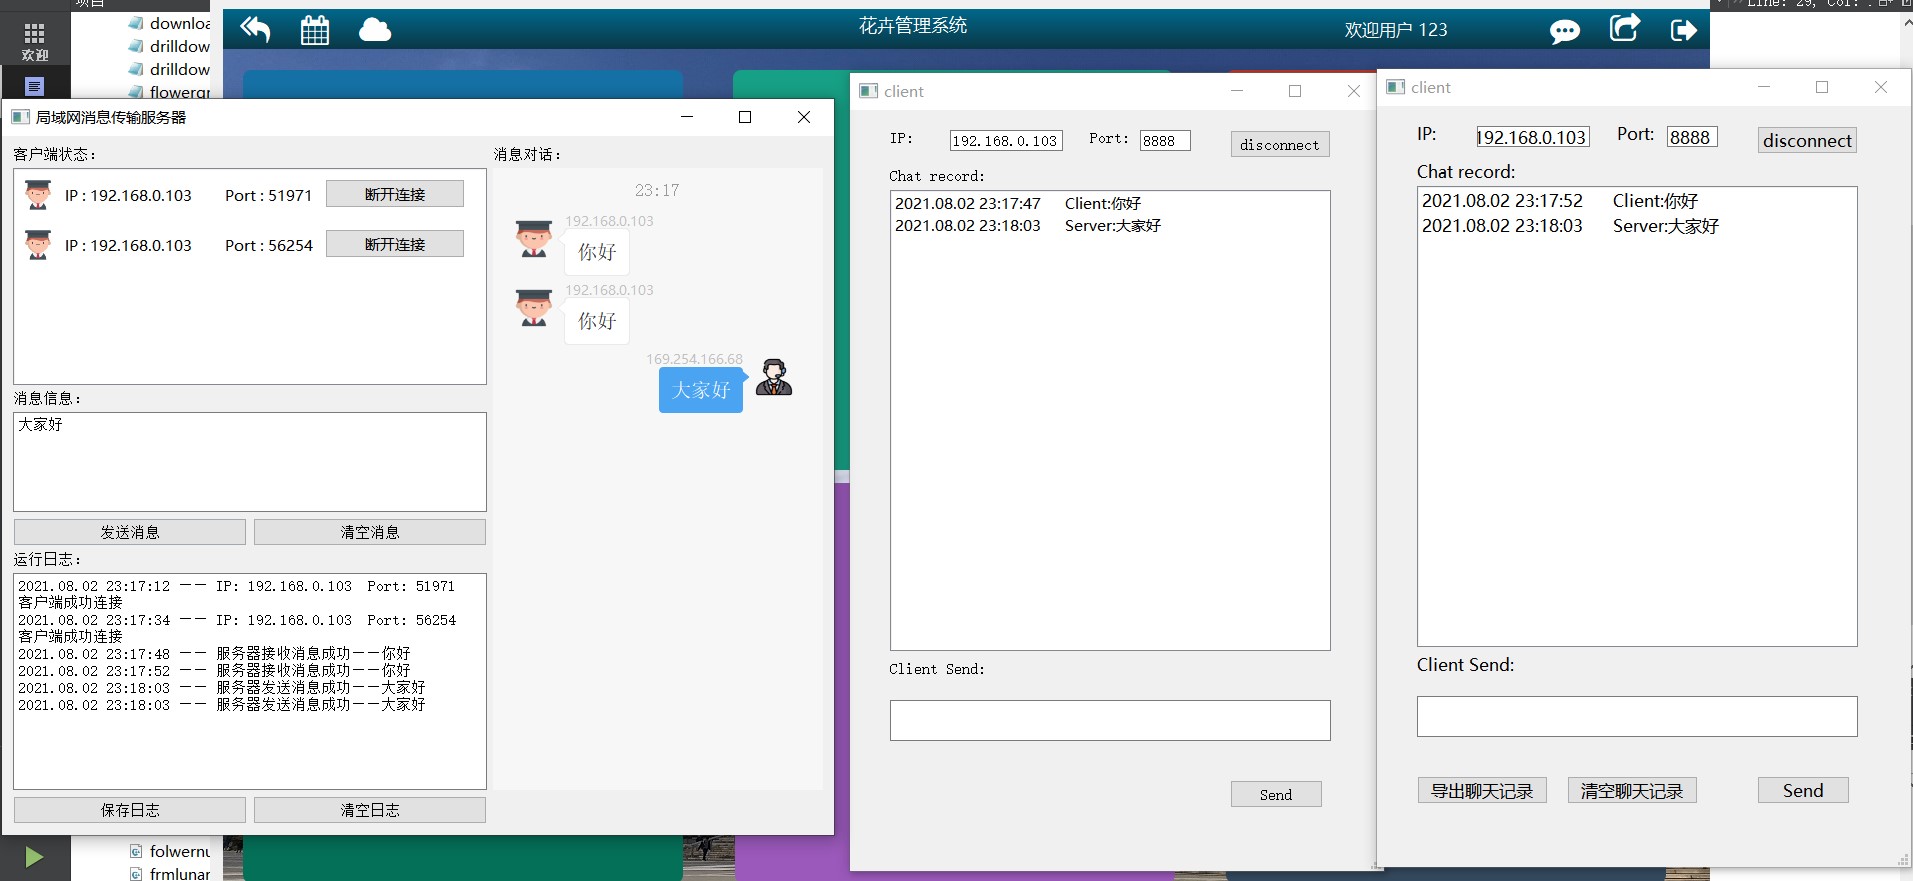 项目
欢迎
downloa
drilldow
drilldow
flowergr
花卉管理系统
欢迎用户 123
局域网消息传输服务器
客户端状态：
IP : 192.168.0.103 Port : 51971 断开连接
IP : 192.168.0.103 Port : 56254 断开连接
消息信息：
大家好
发送消息 清空消息
运行日志：
2021.08.02 23:17:12 —— IP: 192.168.0.103 Port: 51971
客户端成功连接
2021.08.02 23:17:34 —— IP: 192.168.0.103 Port: 56254
客户端成功连接
2021.08.02 23:17:48 —— 服务器接收消息成功——你好
2021.08.02 23:17:52 —— 服务器接收消息成功——你好
2021.08.02 23:18:03 —— 服务器发送消息成功——大家好
2021.08.02 23:18:03 —— 服务器发送消息成功——大家好
保存日志 清空日志
消息对话：
23:17
192.168.0.103
你好
192.168.0.103
你好
169.254.166.68
大家好
client
IP: 192.168.0.103 Port: 8888 disconnect
Chat record:
2021.08.02 23:17:47 Client:你好
2021.08.02 23:18:03 Server:大家好
Client Send:
Send
client
IP: 192.168.0.103 Port: 8888 disconnect
Chat record:
2021.08.02 23:17:52 Client:你好
2021.08.02 23:18:03 Server:大家好
Client Send:
导出聊天记录 清空聊天记录 Send
folwernu
frmlunar